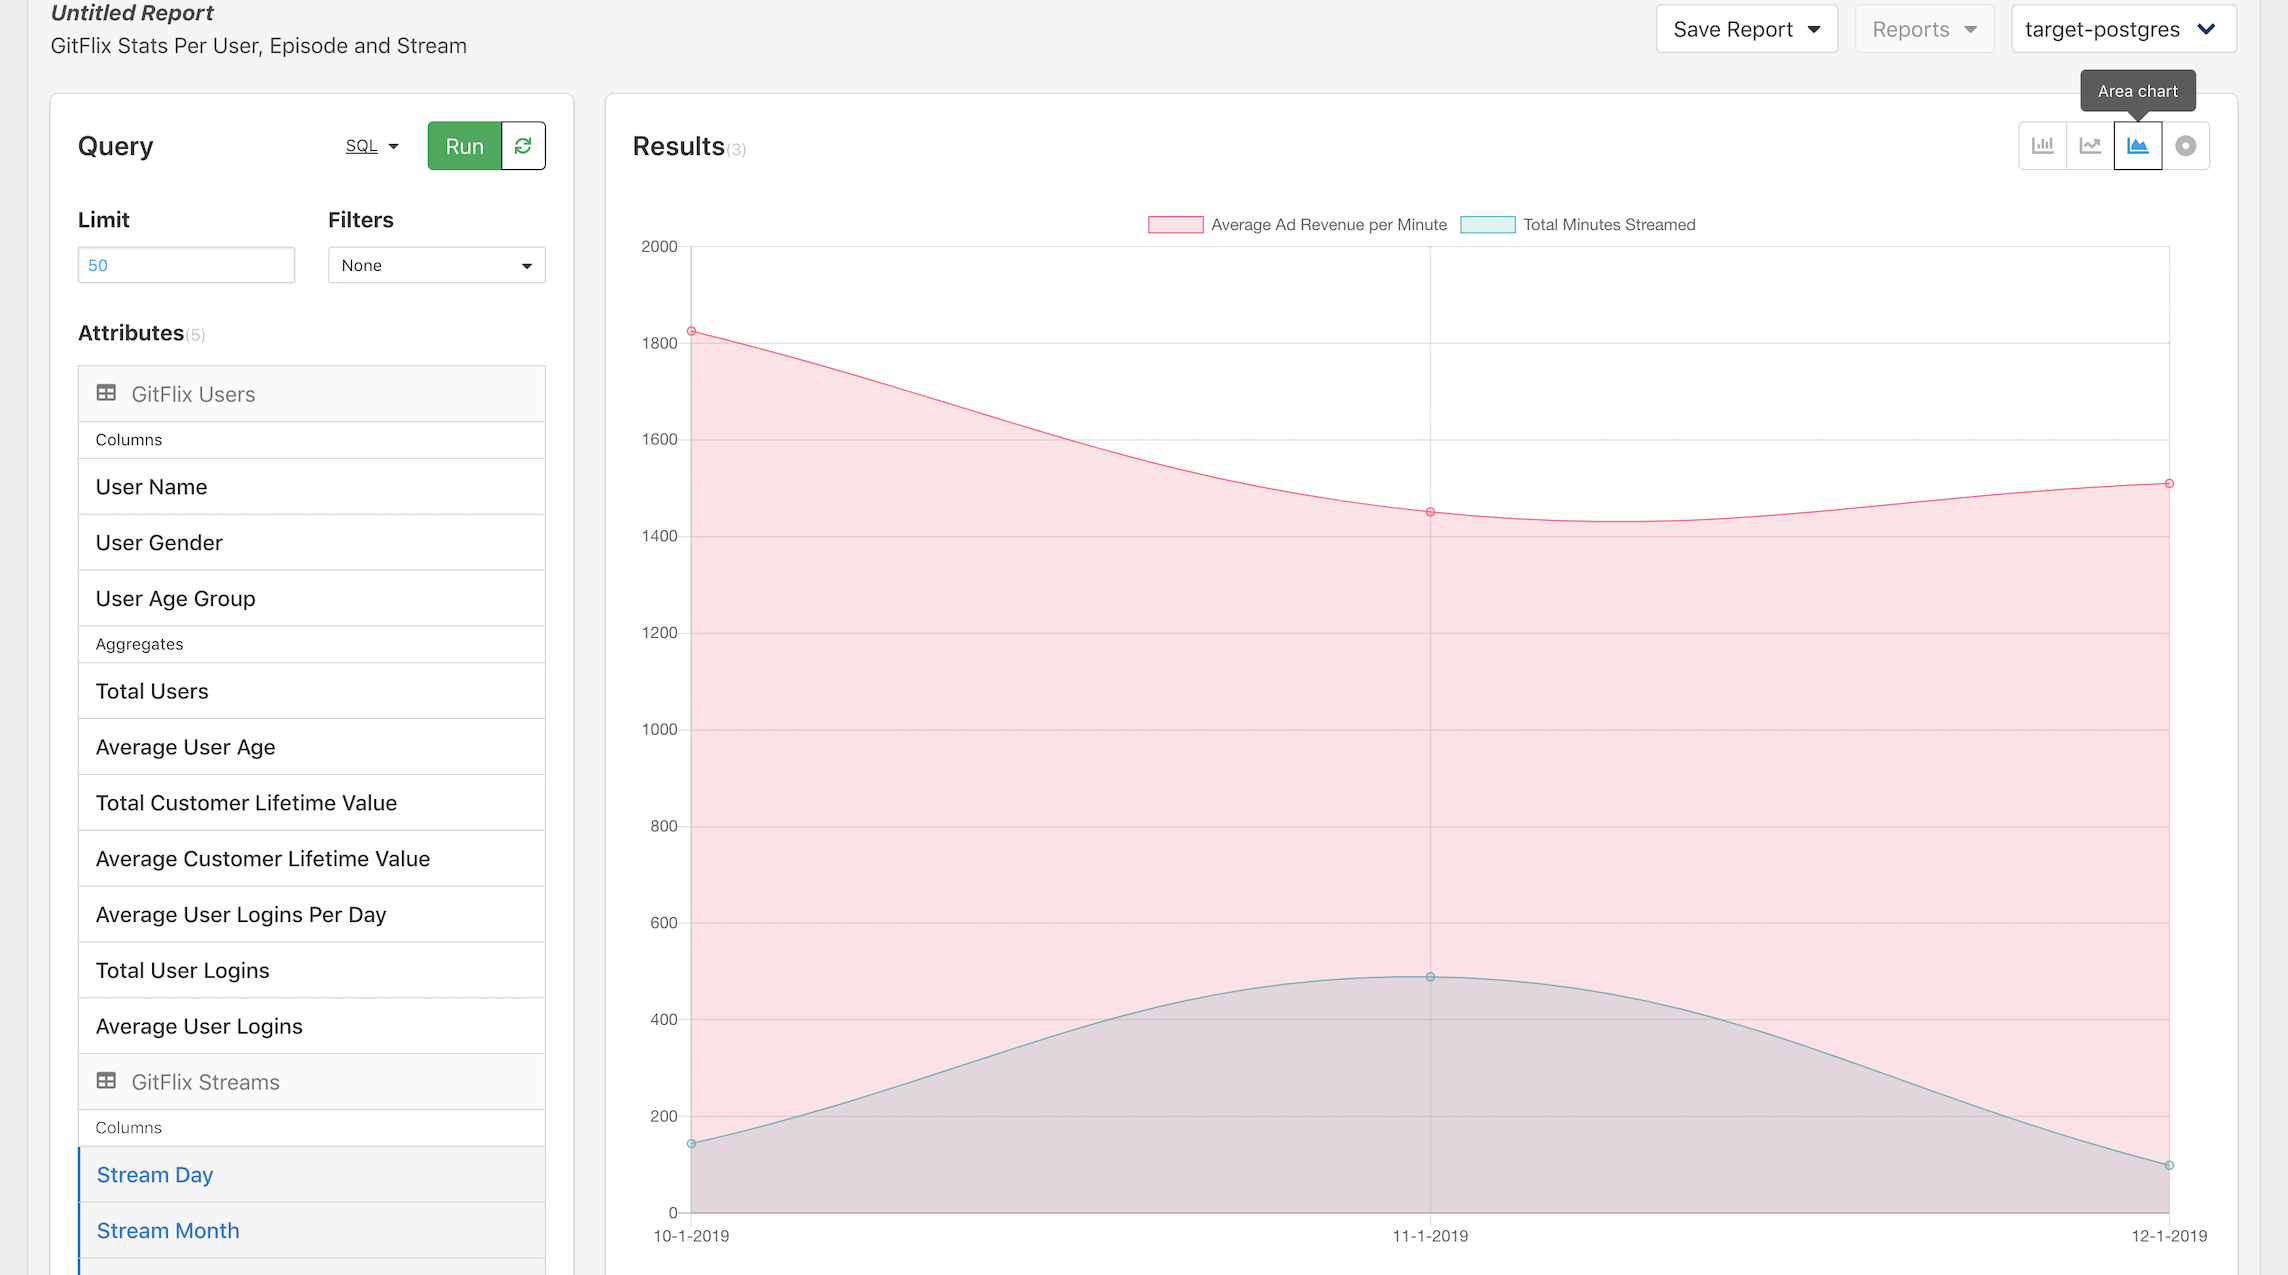 Untitled Report
GitFlix Stats Per User, Episode and Stream
Save Report
Reports
target-postgres
Area chart
Query
SQL
Run
Limit
Filters
50
None
Attributes(5)
GitFlix Users
Columns
User Name
User Gender
User Age Group
Aggregates
Total Users
Average User Age
Total Customer Lifetime Value
Average Customer Lifetime Value
Average User Logins Per Day
Total User Logins
Average User Logins
GitFlix Streams
Columns
Stream Day
Stream Month
Results(3)
Average Ad Revenue per Minute
Total Minutes Streamed
2000
1800
1600
1400
1200
1000
800
600
400
200
0
10-1-2019
11-1-2019
12-1-2019